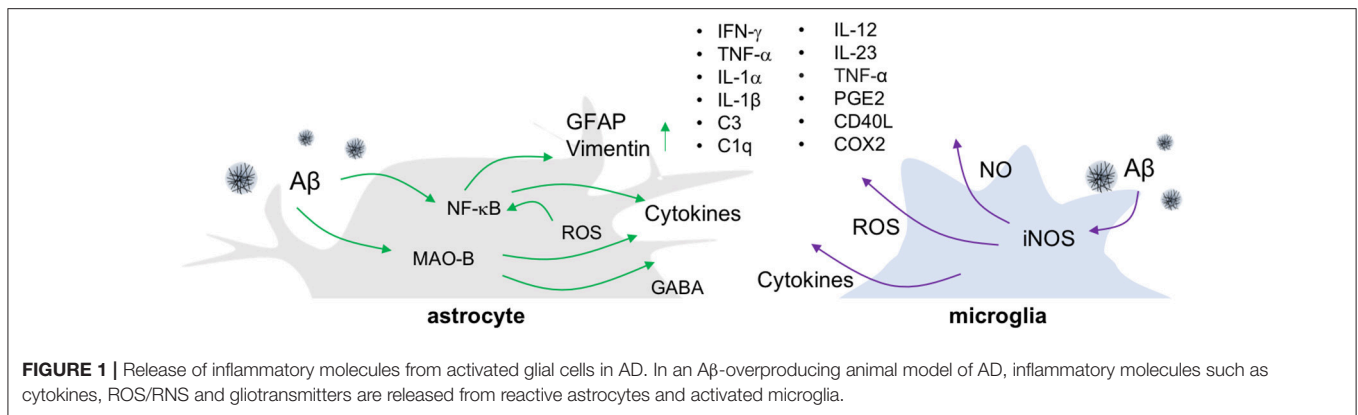 • IFN-γ
• TNF-α
• IL-1α
• IL-1β
• C3
• C1q
• IL-12
• IL-23
• TNF-α
• PGE2
• CD40L
• COX2
GFAP
Vimentin
Aβ
NF-κB
Cytokines
ROS
MAO-B
GABA
astrocyte
Aβ
NO
ROS
iNOS
Cytokines
microglia
FIGURE 1 | Release of inflammatory molecules from activated glial cells in AD. In an Aβ-overproducing animal model of AD, inflammatory molecules such as
cytokines, ROS/RNS and gliotransmitters are released from reactive astrocytes and activated microglia.